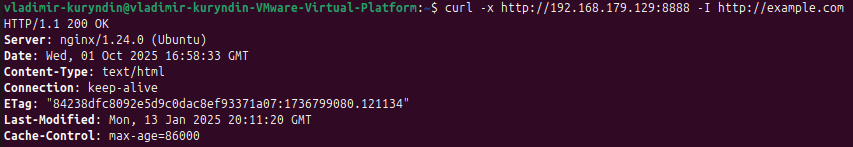 vladimir-kuryndin@vladimir-kuryndin-VMware-Virtual-Platform:~$ curl -x http://192.168.179.129:8888 -I http://example.com
HTTP/1.1 200 OK
Server: nginx/1.24.0 (Ubuntu)
Date: Wed, 01 Oct 2025 16:58:33 GMT
Content-Type: text/html
Connection: keep-alive
ETag: "84238dfc8092e5d9c0dac8ef93371a07:1736799080.121134"
Last-Modified: Mon, 13 Jan 2025 20:11:20 GMT
Cache-Control: max-age=86000